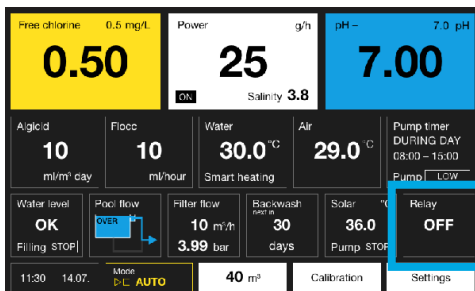 Free chlorine 0.5 mg/L
0.50
Power g/h
25
ON Salinity 3.8
pH – 7.0 pH
7.00
Algicid
10
ml/m³ day
Flocc
10
ml/hour
Water
30.0 °C
Smart heating
Air
29.0 °C
Pump timer
DURING DAY
08:00 – 15:00
Pump LOW
Water level
OK
Filling STOP
Pool flow
OVER
Filter flow
10 m³/h
3.99 bar
Backwash
next in
30
days
Solar °C
36.0
Pump STOP
Relay
OFF
11:30 14.07.
Mode
AUTO
40 m³
Calibration
Settings